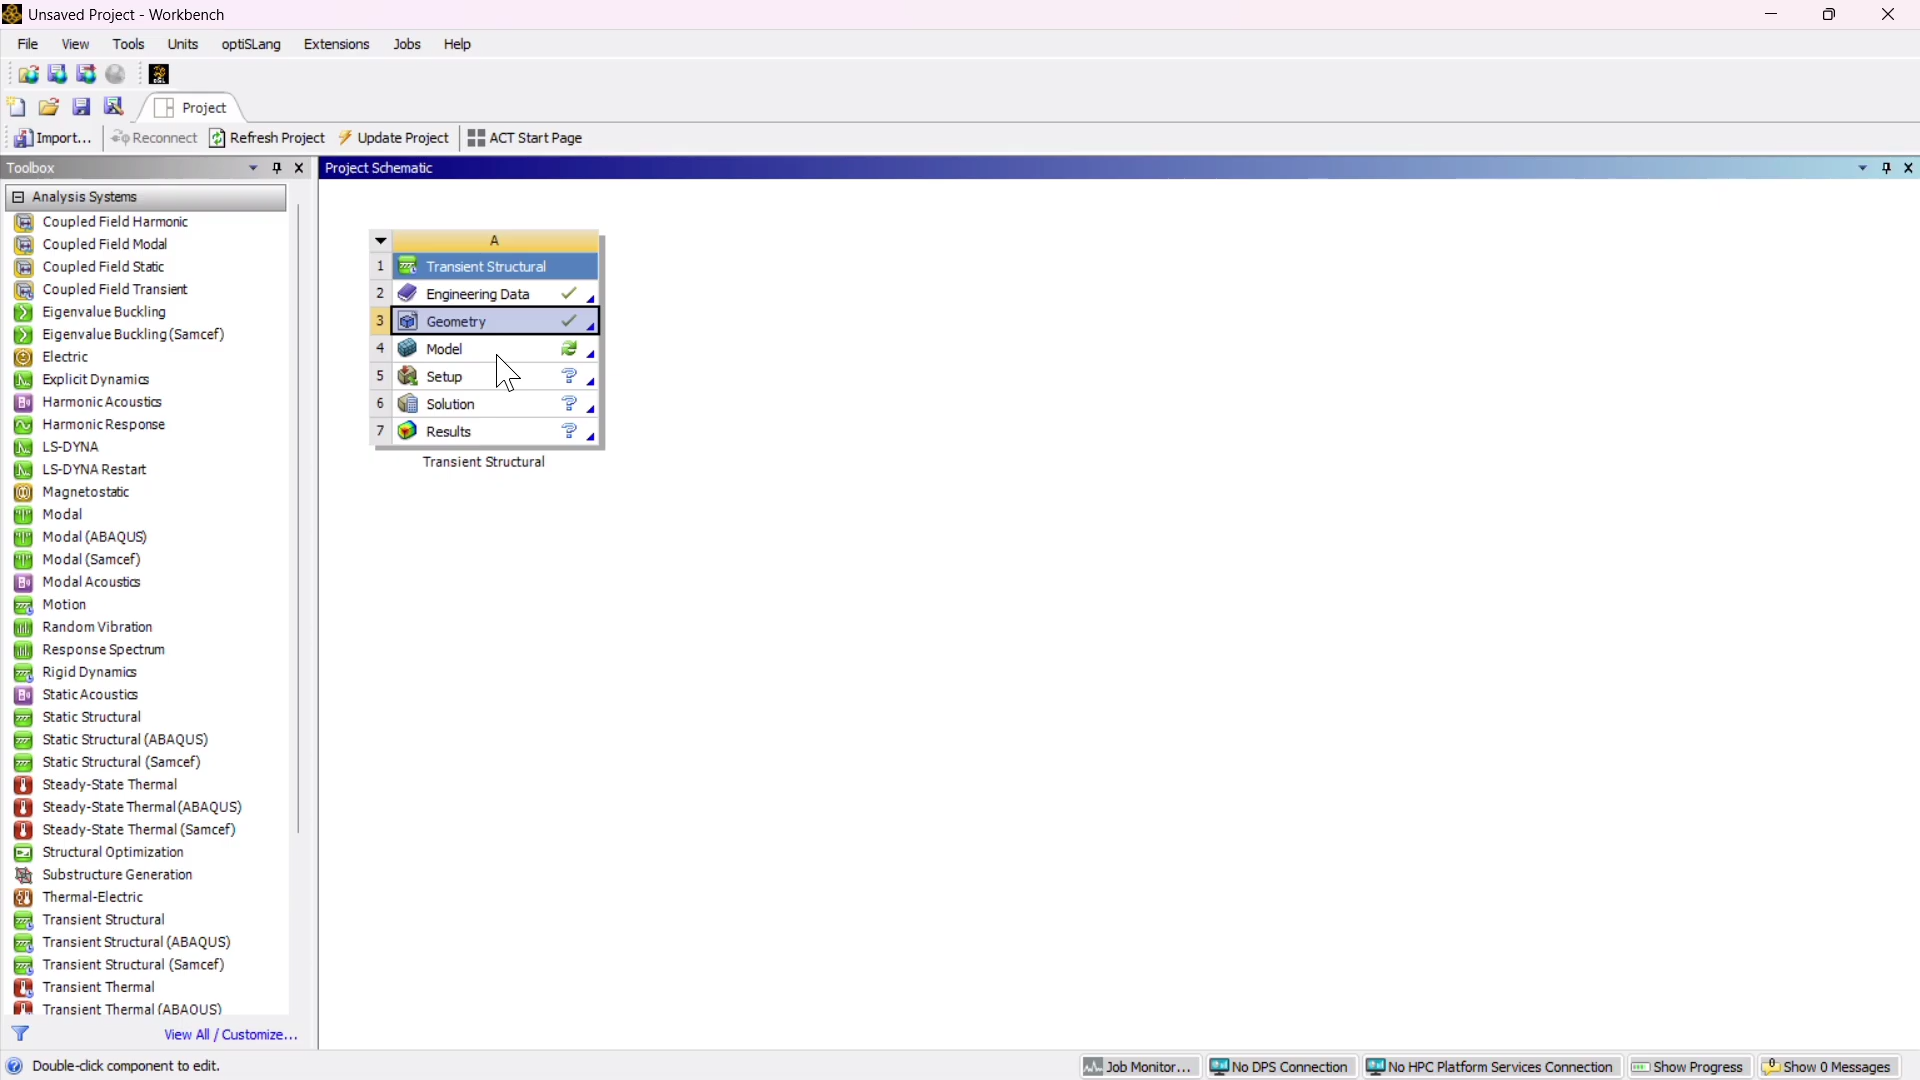 Unsaved Project - Workbench
File View Tools Units optiSLang Extensions Jobs Help
Project
Import... Reconnect Refresh Project Update Project ACT Start Page
Toolbox
Project Schematic
Analysis Systems
Coupled Field Harmonic
Coupled Field Modal
Coupled Field Static
Coupled Field Transient
Eigenvalue Buckling
Eigenvalue Buckling (Samcef)
Electric
Explicit Dynamics
Harmonic Acoustics
Harmonic Response
LS-DYNA
LS-DYNA Restart
Magnetostatic
Modal
Modal (ABAQUS)
Modal (Samcef)
Modal Acoustics
Motion
Random Vibration
Response Spectrum
Rigid Dynamics
Static Acoustics
Static Structural
Static Structural (ABAQUS)
Static Structural (Samcef)
Steady-State Thermal
Steady-State Thermal (ABAQUS)
Steady-State Thermal (Samcef)
Structural Optimization
Substructure Generation
Thermal-Electric
Transient Structural
Transient Structural (ABAQUS)
Transient Structural (Samcef)
Transient Thermal
Transient Thermal (ABAQUS)
View All / Customize...
A
1 Transient Structural
2 Engineering Data
3 Geometry
4 Model
5 Setup
6 Solution
7 Results
Transient Structural
Double-click component to edit.
Job Monitor... No DPS Connection No HPC Platform Services Connection Show Progress Show 0 Messages